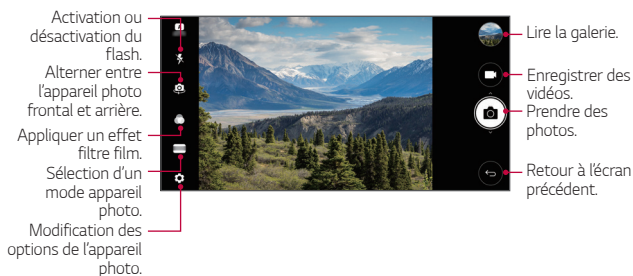 Activation ou
désactivation du
flash.
Alterner entre
l'appareil photo
frontal et arrière.
Appliquer un effet
filtre film.
Sélection d'un
mode appareil
photo.
Modification des
options de l'appareil
photo.
Lire la galerie.
Enregistrer des
vidéos.
Prendre des
photos.
Retour à l'écran
précédent.